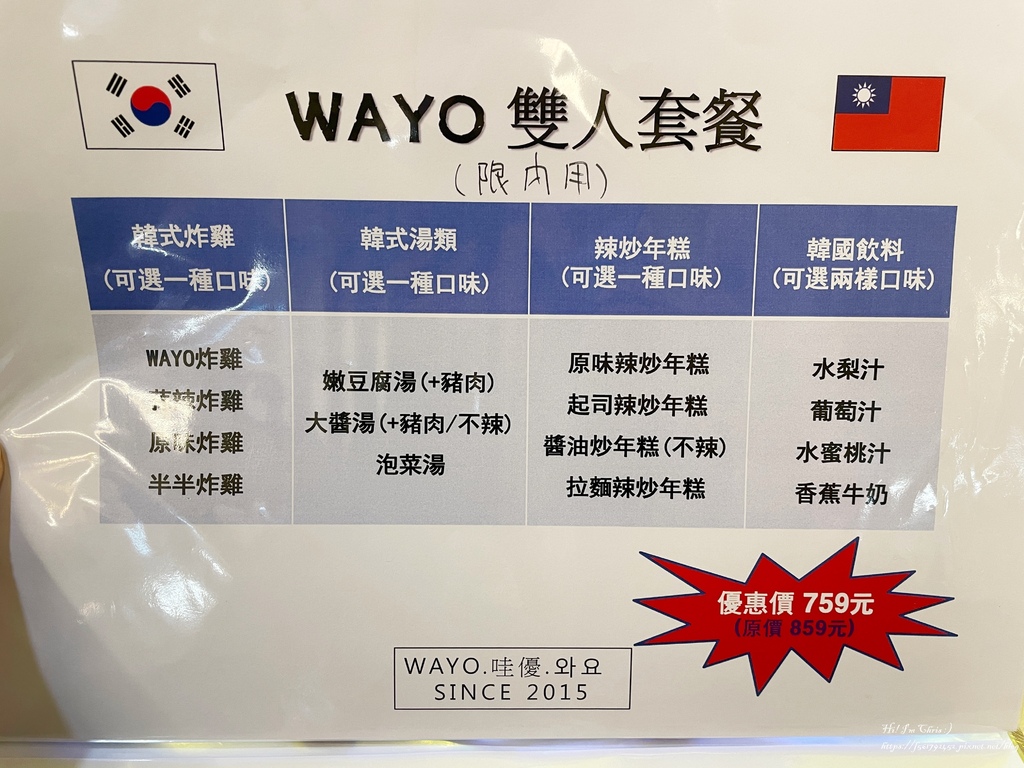 WAYO 雙人套餐
(限內用)
韓式炸雞
(可選一種口味)
韓式湯類
(可選一種口味)
辣炒年糕
(可選一種口味)
韓國飲料
(可選兩樣口味)
WAYO炸雞
辣炸雞
原味炸雞
半半炸雞
嫩豆腐湯(+豬肉)
大醬湯(+豬肉/不辣)
泡菜湯
原味辣炒年糕
起司辣炒年糕
醬油炒年糕(不辣)
拉麵辣炒年糕
水梨汁
葡萄汁
水蜜桃汁
香蕉牛奶
優惠價 759元
(原價 859元)
WAYO.哇優.와요
SINCE 2015
Hi! I'm Chris :)